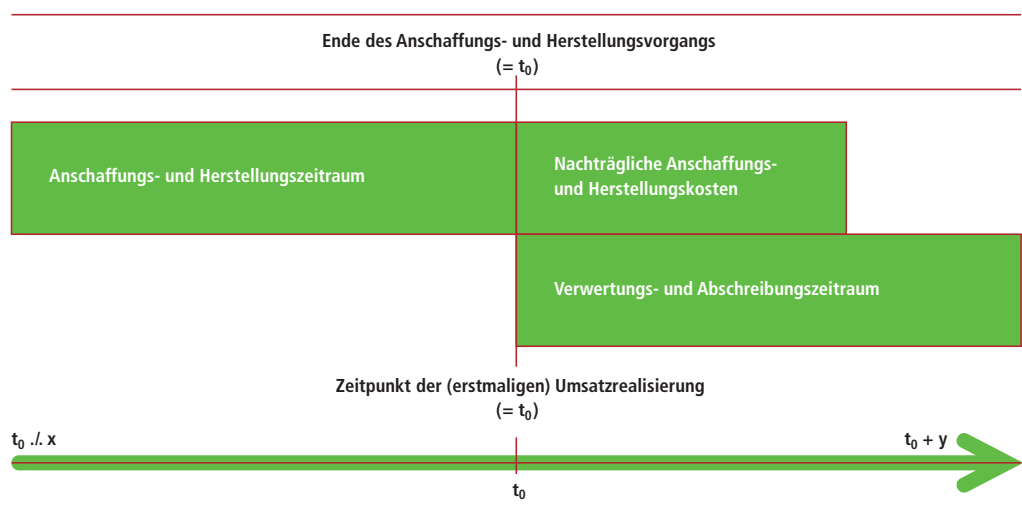 Ende des Anschaffungs- und Herstellungsvorgangs
(= t₀)
Anschaffungs- und Herstellungszeitraum
Nachträgliche Anschaffungs-
und Herstellungskosten
Verwertungs- und Abschreibungszeitraum
Zeitpunkt der (erstmaligen) Umsatzrealisierung
(= t₀)
t₀ ./. x
t₀ + y
t₀